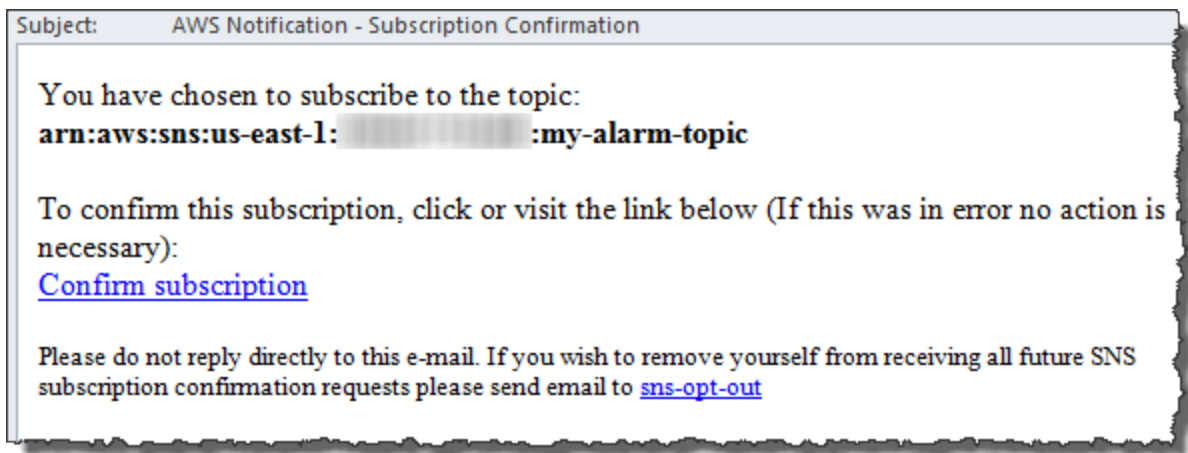 Subject: AWS Notification - Subscription Confirmation
You have chosen to subscribe to the topic:
arn:aws:sns:us-east-1: :my-alarm-topic
To confirm this subscription, click or visit the link below (If this was in error no action is
necessary):
Confirm subscription
Please do not reply directly to this e-mail. If you wish to remove yourself from receiving all future SNS
subscription confirmation requests please send email to sns-opt-out